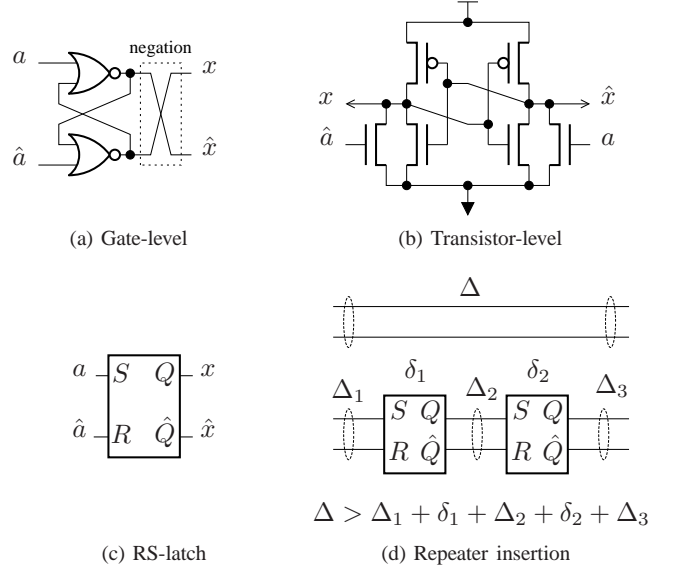 negation
a x
â x̂
(a) Gate-level
x x̂
â a
(b) Transistor-level
a S Q x
â R Q̂ x̂
(c) RS-latch
Δ
δ₁ δ₂
Δ₁ Δ₂ Δ₃
S Q S Q
R Q̂ R Q̂
Δ > Δ₁ + δ₁ + Δ₂ + δ₂ + Δ₃
(d) Repeater insertion